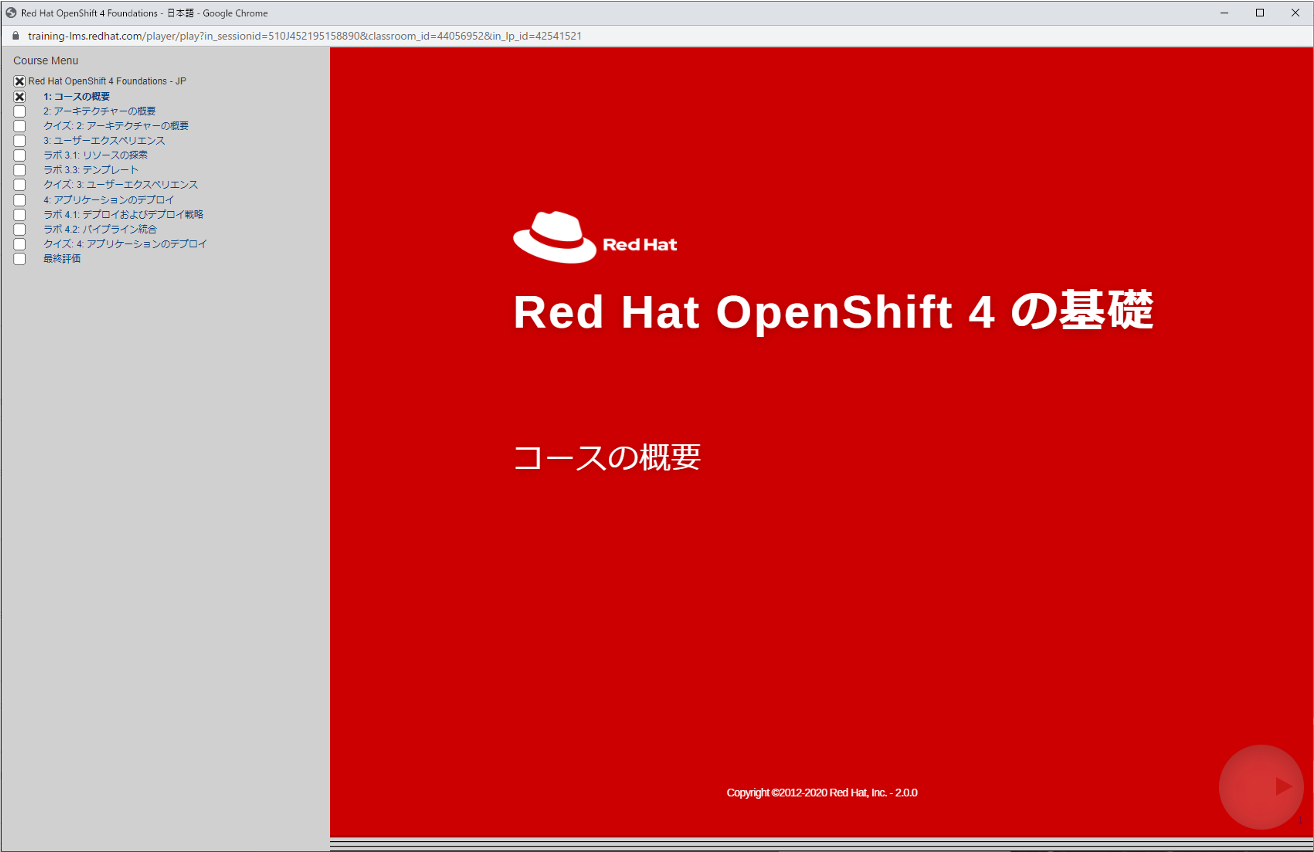 Red Hat OpenShift 4 Foundations - 日本語 - Google Chrome
training-lms.redhat.com/player/play?in_sessionid=510J452195158890&classroom_id=44056952&in_lp_id=42541521
Course Menu
Red Hat OpenShift 4 Foundations - JP
1: コースの概要
2: アーキテクチャーの概要
クイズ: 2: アーキテクチャーの概要
3: ユーザーエクスペリエンス
ラボ 3.1: リソースの探索
ラボ 3.3: テンプレート
クイズ: 3: ユーザーエクスペリエンス
4: アプリケーションのデプロイ
ラボ 4.1: デプロイおよびデプロイ戦略
ラボ 4.2: パイプライン統合
クイズ: 4: アプリケーションのデプロイ
最終評価
Red Hat
Red Hat OpenShift 4 の基礎
コースの概要
Copyright ©2012-2020 Red Hat, Inc. - 2.0.0